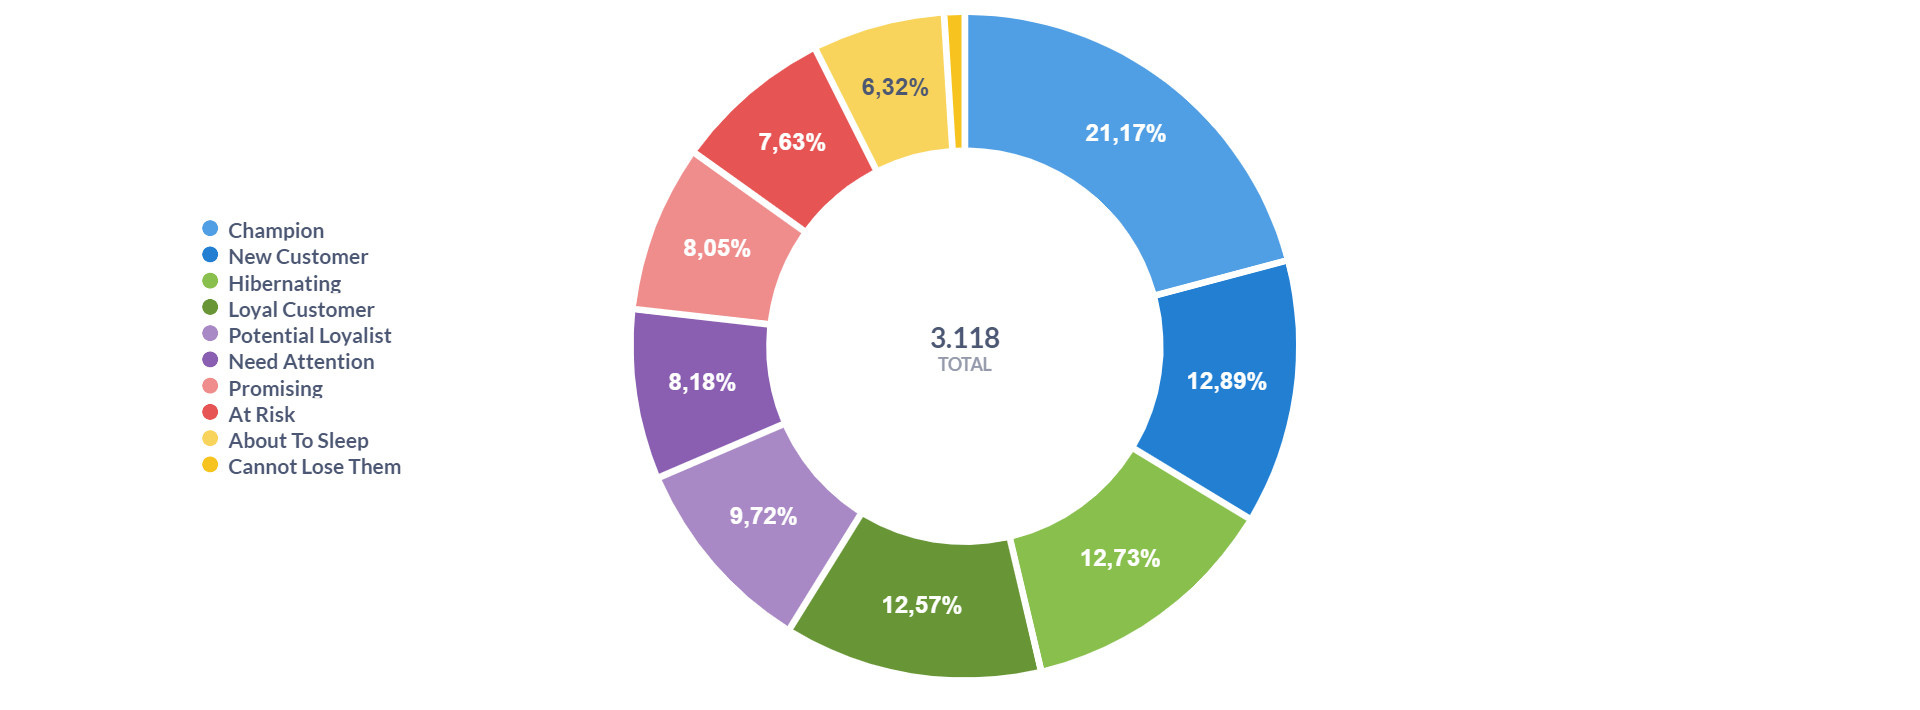 Champion
New Customer
Hibernating
Loyal Customer
Potential Loyalist
Need Attention
Promising
At Risk
About To Sleep
Cannot Lose Them
6,32%
21,17%
7,63%
8,05%
3.118
TOTAL
8,18%
12,89%
9,72%
12,73%
12,57%